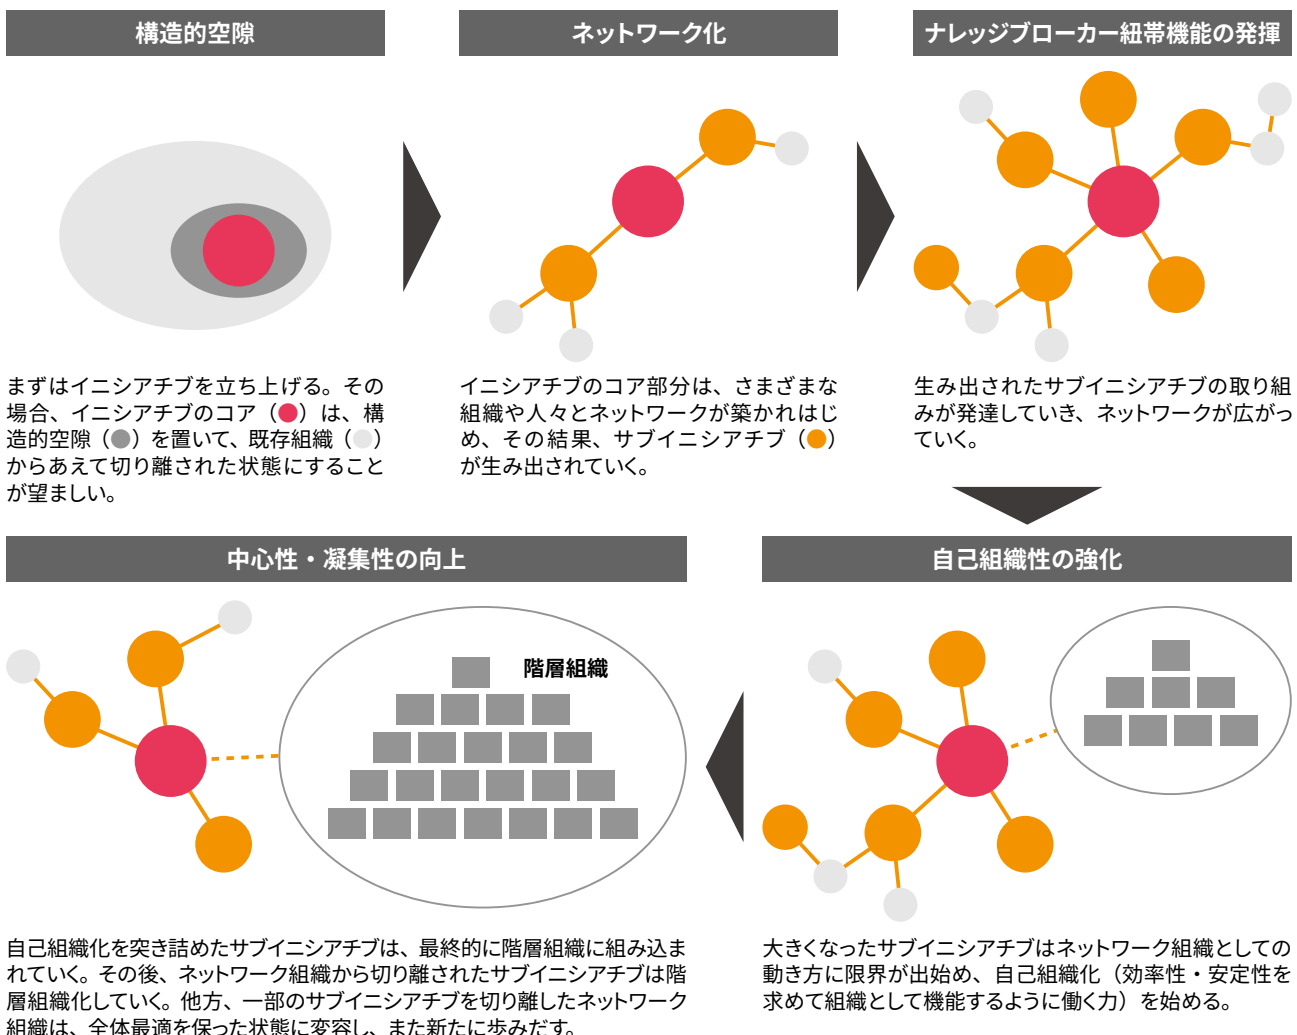 構造的空隙
まずはイニシアチブを立ち上げる。その
場合、イニシアチブのコア（●）は、構
造的空隙（●）を置いて、既存組織（●）
からあえて切り離された状態にすること
が望ましい。
ネットワーク化
イニシアチブのコア部分は、さまざまな
組織や人々とネットワークが築かれはじ
め、その結果、サブイニシアチブ（●）
が生み出されていく。
ナレッジブローカー紐帯機能の発揮
生み出されたサブイニシアチブの取り組
みが発達していき、ネットワークが広がっ
ていく。
自己組織性の強化
大きくなったサブイニシアチブはネットワーク組織としての
動き方に限界が出始め、自己組織化（効率性・安定性を
求めて組織として機能するように働く力）を始める。
中心性・凝集性の向上
階層組織
自己組織化を突き詰めたサブイニシアチブは、最終的に階層組織に組み込ま
れていく。その後、ネットワーク組織から切り離されたサブイニシアチブは階
層組織化していく。他方、一部のサブイニシアチブを切り離したネットワーク
組織は、全体最適を保った状態に変容し、また新たに歩みだす。